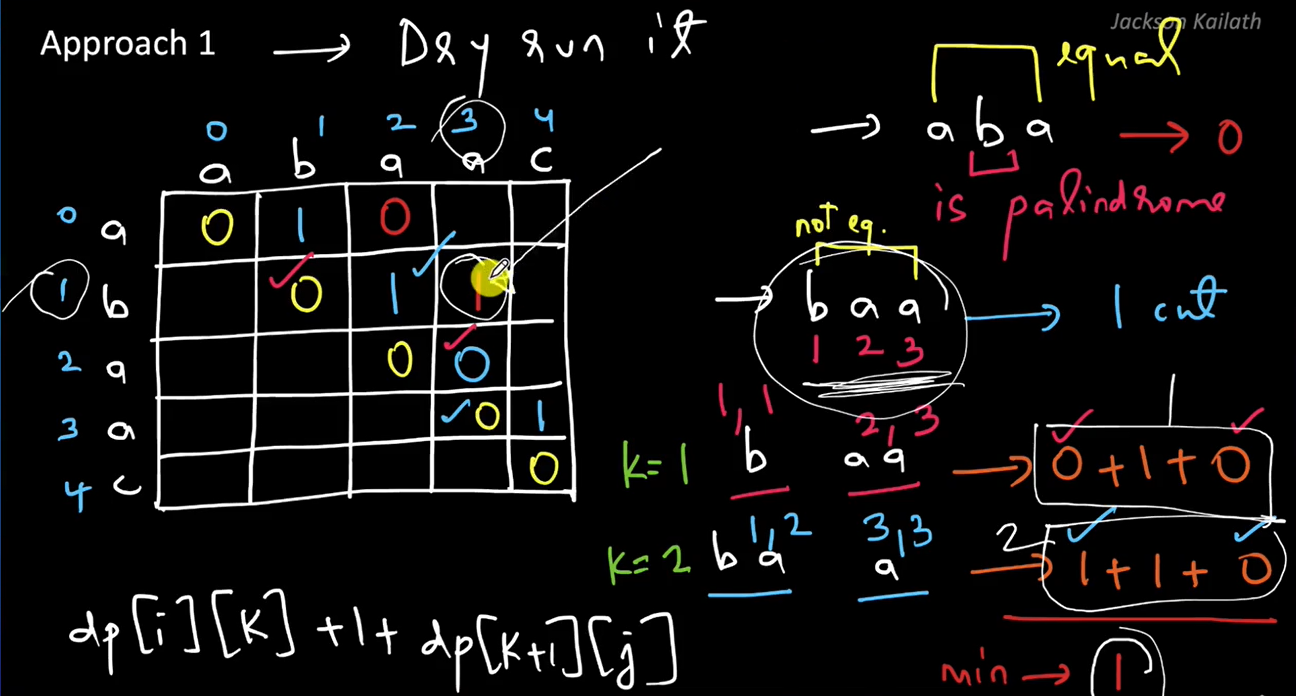 Jackson Kailath
Approach 1 → Dry run it
equal
0 1 2 3 4
a b a a c
→ a b a → 0
is palindrome
0 a 0 1 0
not eq.
1 b 0 1 1
→ b a a → 1 cut
1 2 3
2 a 0 0
3 a 0 1
4 c 0
1,1 2,3 1
k=1 b aa → 0+1+0
1,2 3,3 2
k=2 ba a → 1+1+0
dp[i][k]+1+dp[k+1][j]
min → 1